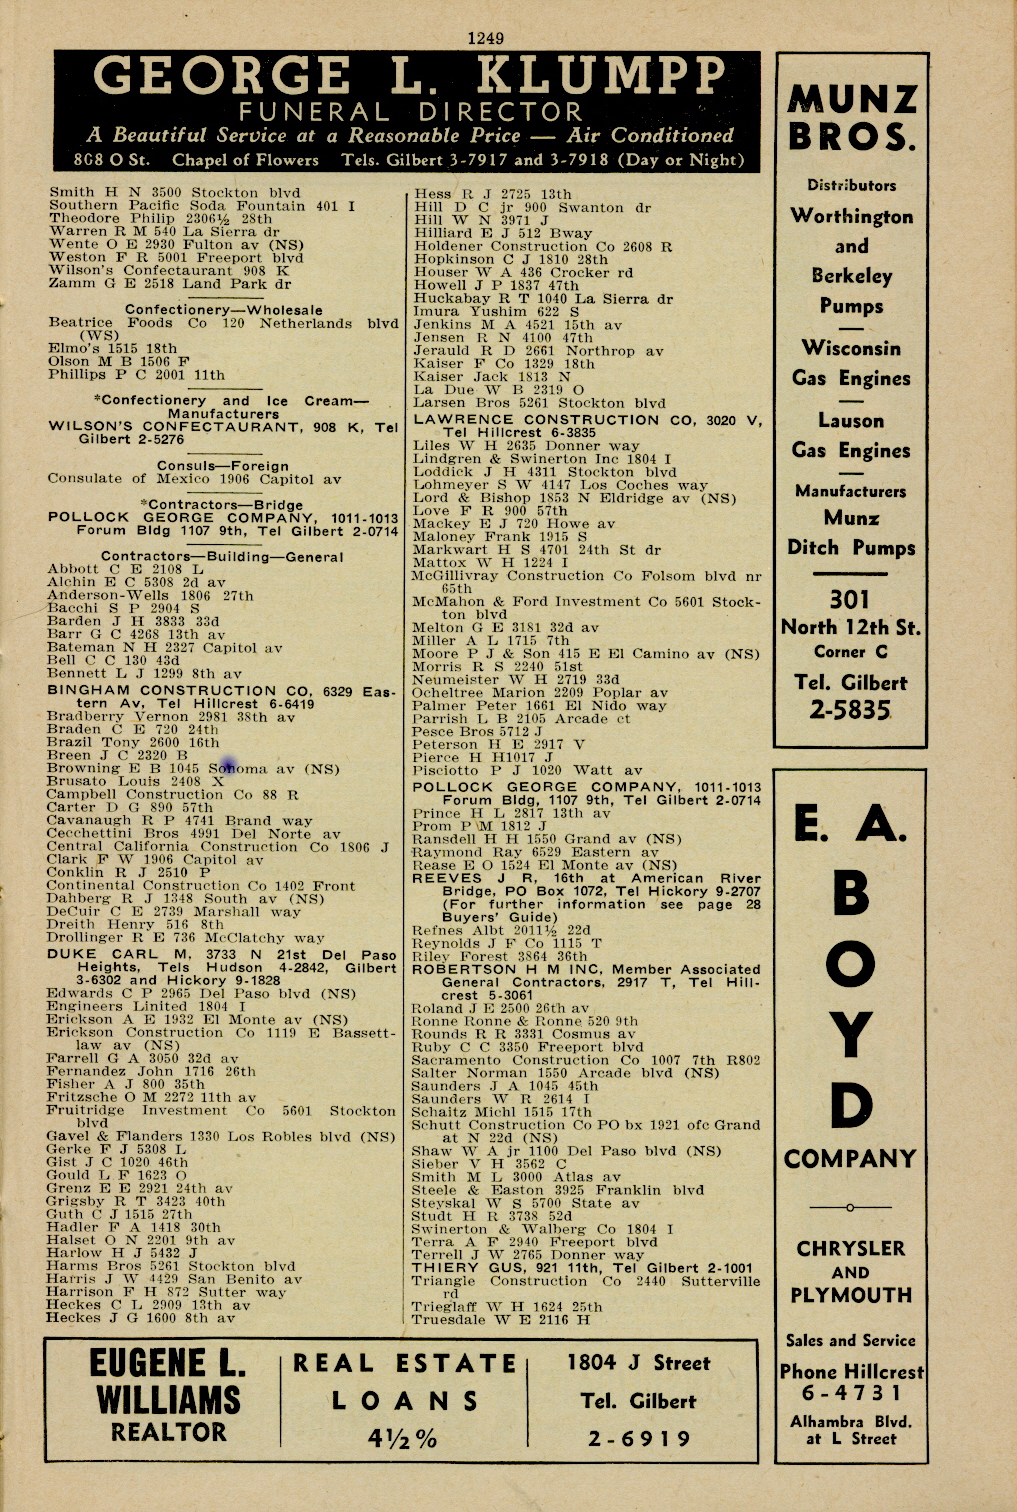 1249
GEORGE L. KLUMPP
FUNERAL DIRECTOR
A Beautiful Service at a Reasonable Price — Air Conditioned
808 O St. Chapel of Flowers Tels. Gilbert 3-7917 and 3-7918 (Day or Night)
Smith H N 3500 Stockton blvd
Southern Pacific Soda Fountain 401 I
Theodore Philip 2306½ 28th
Warren R M 540 La Sierra dr
Wente O E 2930 Fulton av (NS)
Weston F R 5001 Freeport blvd
Wilson's Confectaurant 908 K
Zamm G E 2518 Land Park dr
Confectionery—Wholesale
Beatrice Foods Co 120 Netherlands blvd
(WS)
Elmo's 1515 18th
Olson M B 1506 F
Phillips P C 2001 11th
*Confectionery and Ice Cream—
Manufacturers
WILSON'S CONFECTAURANT, 908 K, Tel
Gilbert 2-5276
Consuls—Foreign
Consulate of Mexico 1906 Capitol av
*Contractors—Bridge
POLLOCK GEORGE COMPANY, 1011-1013
Forum Bldg 1107 9th, Tel Gilbert 2-0714
Contractors—Building—General
Abbott C E 2108 L
Alchin E C 5308 2d av
Anderson-Wells 1806 27th
Bacchi S P 2904 S
Barden J H 3833 33d
Barr G C 4268 13th av
Bateman N H 2327 Capitol av
Bell C C 130 43d
Bennett L J 1299 8th av
BINGHAM CONSTRUCTION CO, 6329 Eas-
tern Av, Tel Hillcrest 6-6419
Bradberry Vernon 2981 38th av
Braden C E 720 24th
Brazil Tony 2600 16th
Breen J C 2320 B
Browning E B 1045 Sonoma av (NS)
Brusato Louis 2408 X
Campbell Construction Co 88 R
Carter D G 890 57th
Cavanaugh R P 4741 Brand way
Cecchettini Bros 4991 Del Norte av
Central California Construction Co 1806 J
Clark F W 1906 Capitol av
Conklin R J 2510 P
Continental Construction Co 1402 Front
Dahberg R J 1348 South av (NS)
DeCuir C E 2739 Marshall way
Dreith Henry 516 8th
Drollinger R E 736 McClatchy way
DUKE CARL M, 3733 N 21st Del Paso
Heights, Tels Hudson 4-2842, Gilbert
3-6302 and Hickory 9-1828
Edwards C P 2965 Del Paso blvd (NS)
Engineers Linited 1804 I
Erickson A E 1932 El Monte av (NS)
Erickson Construction Co 1119 E Bassett-
law av (NS)
Farrell G A 3050 32d av
Fernandez John 1716 26th
Fisher A J 800 35th
Fritzsche O M 2272 11th av
Fruitridge Investment Co 5601 Stockton
blvd
Gavel & Flanders 1330 Los Robles blvd (NS)
Gerke F J 5308 L
Gist J C 1020 46th
Gould L F 1623 O
Grenz E E 2921 24th av
Grigsby R T 3423 40th
Guth C J 1515 27th
Hadler F A 1418 30th
Halset O N 2201 9th av
Harlow H J 5432 J
Harms Bros 5261 Stockton blvd
Harris J W 4429 San Benito av
Harrison F H 872 Sutter way
Heckes C L 2909 13th av
Heckes J G 1600 8th av
Hess R J 2725 13th
Hill D C jr 900 Swanton dr
Hill W N 3971 J
Hilliard E J 512 Bway
Holdener Construction Co 2608 R
Hopkinson C J 1810 28th
Houser W A 436 Crocker rd
Howell J P 1837 47th
Huckabay R T 1040 La Sierra dr
Imura Yushim 622 S
Jenkins M A 4521 15th av
Jensen R N 4100 47th
Jerauld R D 2661 Northrop av
Kaiser F Co 1329 18th
Kaiser Jack 1813 N
La Due W B 2319 O
Larsen Bros 5261 Stockton blvd
LAWRENCE CONSTRUCTION CO, 3020 V,
Tel Hillcrest 6-3835
Liles W H 2635 Donner way
Lindgren & Swinerton Inc 1804 I
Loddick J H 4311 Stockton blvd
Lohmeyer S W 4147 Los Coches way
Lord & Bishop 1853 N Eldridge av (NS)
Love F R 900 57th
Mackey E J 720 Howe av
Maloney Frank 1915 S
Markwart H S 4701 24th St dr
Mattox W H 1224 I
McGillivray Construction Co Folsom blvd nr
65th
McMahon & Ford Investment Co 5601 Stock-
ton blvd
Melton G E 3181 32d av
Miller A L 1715 7th
Moore P J & Son 415 E El Camino av (NS)
Morris R S 2240 51st
Neumeister W H 2719 33d
Ocheltree Marion 2209 Poplar av
Palmer Peter 1661 El Nido way
Parrish L B 2105 Arcade ct
Pesce Bros 5712 J
Peterson H E 2917 V
Pierce H H1017 J
Pisciotto P J 1020 Watt av
POLLOCK GEORGE COMPANY, 1011-1013
Forum Bldg, 1107 9th, Tel Gilbert 2-0714
Prince H L 2817 13th av
Prom P M 1812 J
Ransdell H H 1550 Grand av (NS)
Raymond Ray 6529 Eastern av
Rease E O 1524 El Monte av (NS)
REEVES J R, 16th at American River
Bridge, PO Box 1072, Tel Hickory 9-2707
(For further information see page 28
Buyers' Guide)
Refnes Albt 2011½ 22d
Reynolds J F Co 1115 T
Riley Forest 3864 36th
ROBERTSON H M INC, Member Associated
General Contractors, 2917 T, Tel Hill-
crest 5-3061
Roland J E 2500 26th av
Ronne Ronne & Ronne 520 9th
Rounds R R 3331 Cosmus av
Ruby C C 3350 Freeport blvd
Sacramento Construction Co 1007 7th R802
Salter Norman 1550 Arcade blvd (NS)
Saunders J A 1045 45th
Saunders W R 2614 I
Schaitz Michl 1515 17th
Schutt Construction Co PO bx 1921 ofc Grand
at N 22d (NS)
Shaw W A jr 1100 Del Paso blvd (NS)
Sieber V H 3562 C
Smith M L 3000 Atlas av
Steele & Easton 3925 Franklin blvd
Steyskal W S 5700 State av
Studt H R 3738 52d
Swinerton & Walberg Co 1804 I
Terra A F 2940 Freeport blvd
Terrell J W 2765 Donner way
THIERY GUS, 921 11th, Tel Gilbert 2-1001
Triangle Construction Co 2440 Sutterville
rd
Trieglaff W H 1624 25th
Truesdale W E 2116 H
MUNZ
BROS.
Distributors
Worthington
and
Berkeley
Pumps
Wisconsin
Gas Engines
Lauson
Gas Engines
Manufacturers
Munz
Ditch Pumps
301
North 12th St.
Corner C
Tel. Gilbert
2-5835
E. A.
B
O
Y
D
COMPANY
CHRYSLER
AND
PLYMOUTH
Sales and Service
Phone Hillcrest
6-4731
Alhambra Blvd.
at L Street
EUGENE L.
WILLIAMS
REALTOR
REAL ESTATE
LOANS
4½%
1804 J Street
Tel. Gilbert
2-6919